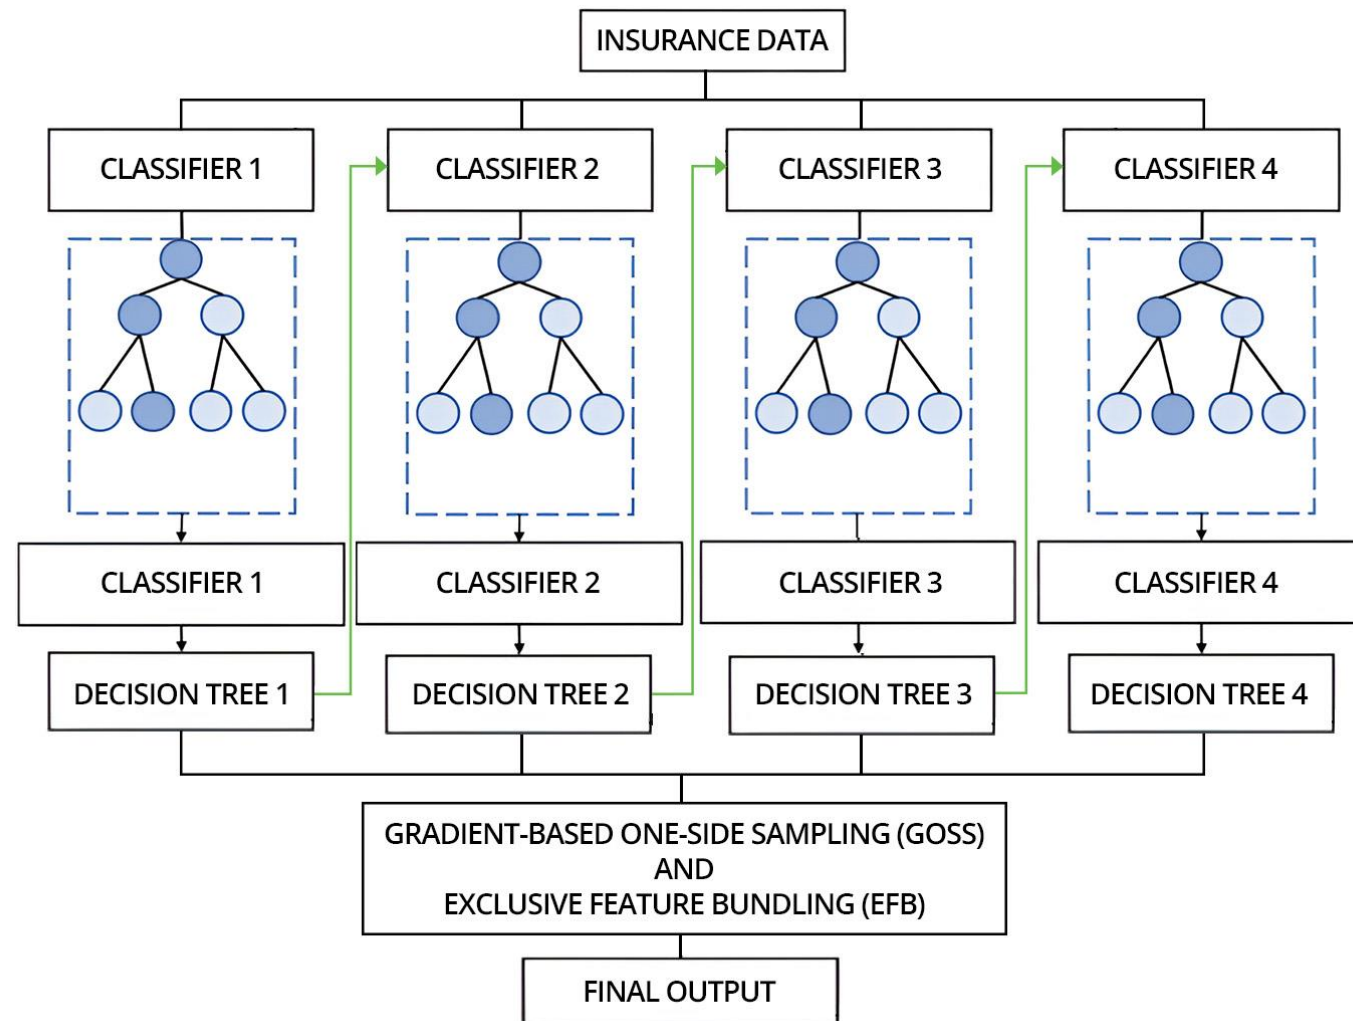 INSURANCE DATA
CLASSIFIER 1
CLASSIFIER 2
CLASSIFIER 3
CLASSIFIER 4
CLASSIFIER 1
CLASSIFIER 2
CLASSIFIER 3
CLASSIFIER 4
DECISION TREE 1
DECISION TREE 2
DECISION TREE 3
DECISION TREE 4
GRADIENT-BASED ONE-SIDE SAMPLING (GOSS)
AND
EXCLUSIVE FEATURE BUNDLING (EFB)
FINAL OUTPUT